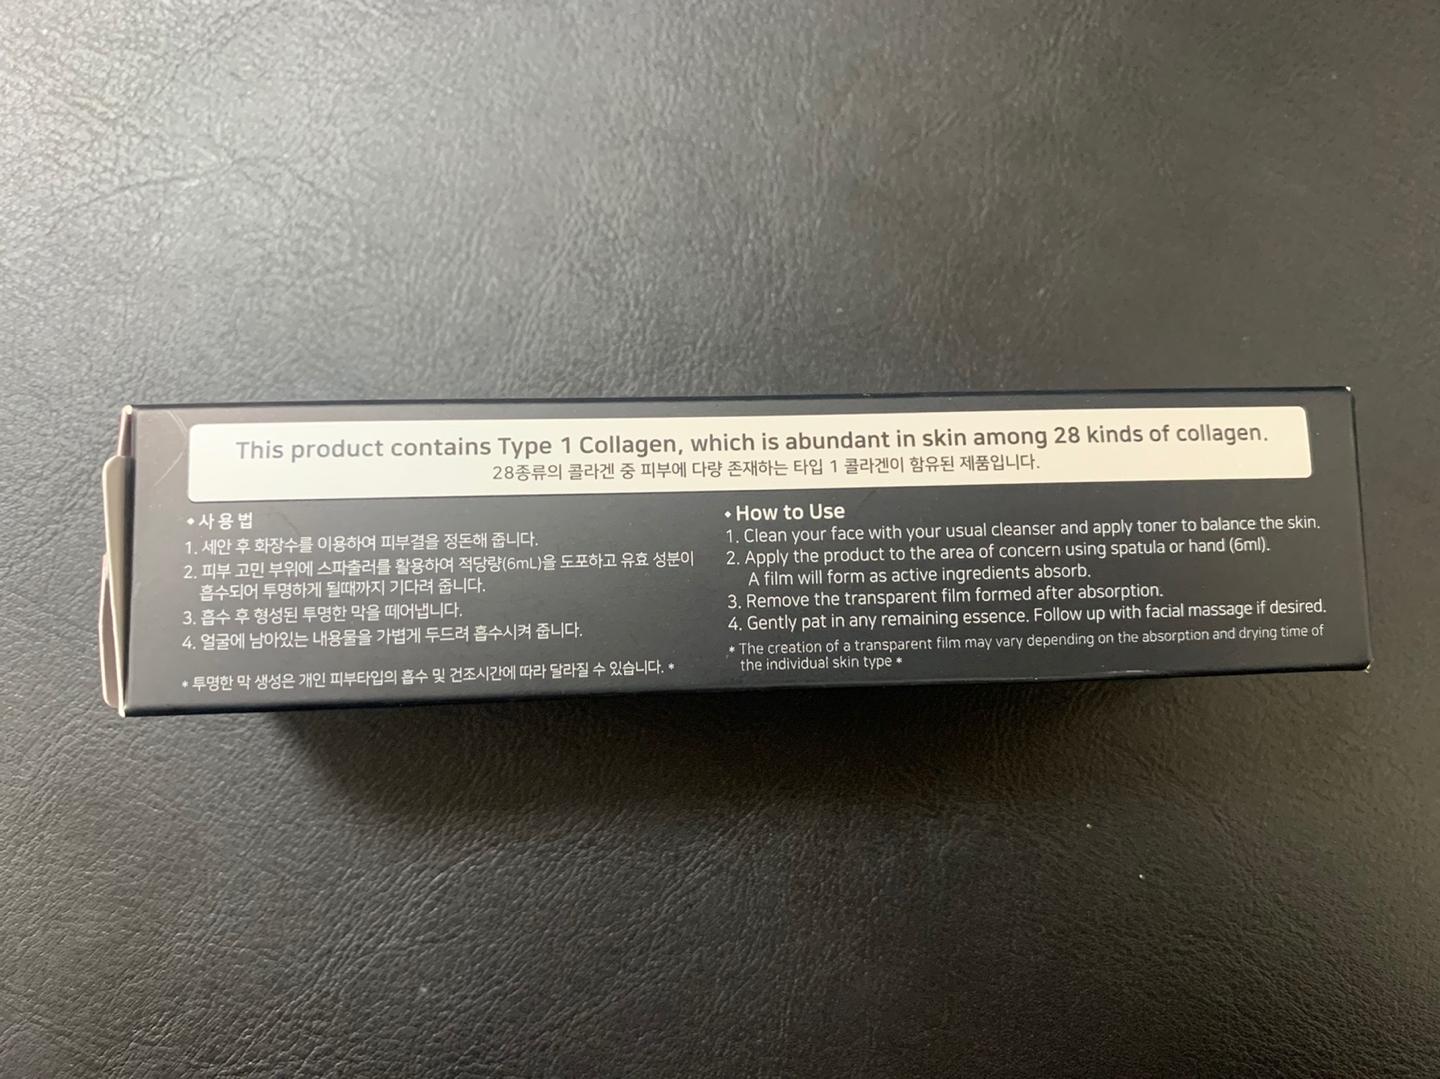 This product contains Type 1 Collagen, which is abundant in skin among 28 kinds of collagen.
28종류의 콜라겐 중 피부에 다량 존재하는 타입 1 콜라겐이 함유된 제품입니다.
◆사용법
1. 세안 후 화장수를 이용하여 피부결을 정돈해 줍니다.
2. 피부 고민 부위에 스파출러를 활용하여 적당량(6mL)을 도포하고 유효 성분이
흡수되어 투명하게 될때까지 기다려 줍니다.
3. 흡수 후 형성된 투명한 막을 떼어냅니다.
4. 얼굴에 남아있는 내용물을 가볍게 두드려 흡수시켜 줍니다.
* 투명한 막 생성은 개인 피부타입의 흡수 및 건조시간에 따라 달라질 수 있습니다. *
◆How to Use
1. Clean your face with your usual cleanser and apply toner to balance the skin.
2. Apply the product to the area of concern using spatula or hand (6ml).
A film will form as active ingredients absorb.
3. Remove the transparent film formed after absorption.
4. Gently pat in any remaining essence. Follow up with facial massage if desired.
* The creation of a transparent film may vary depending on the absorption and drying time of
the individual skin type *